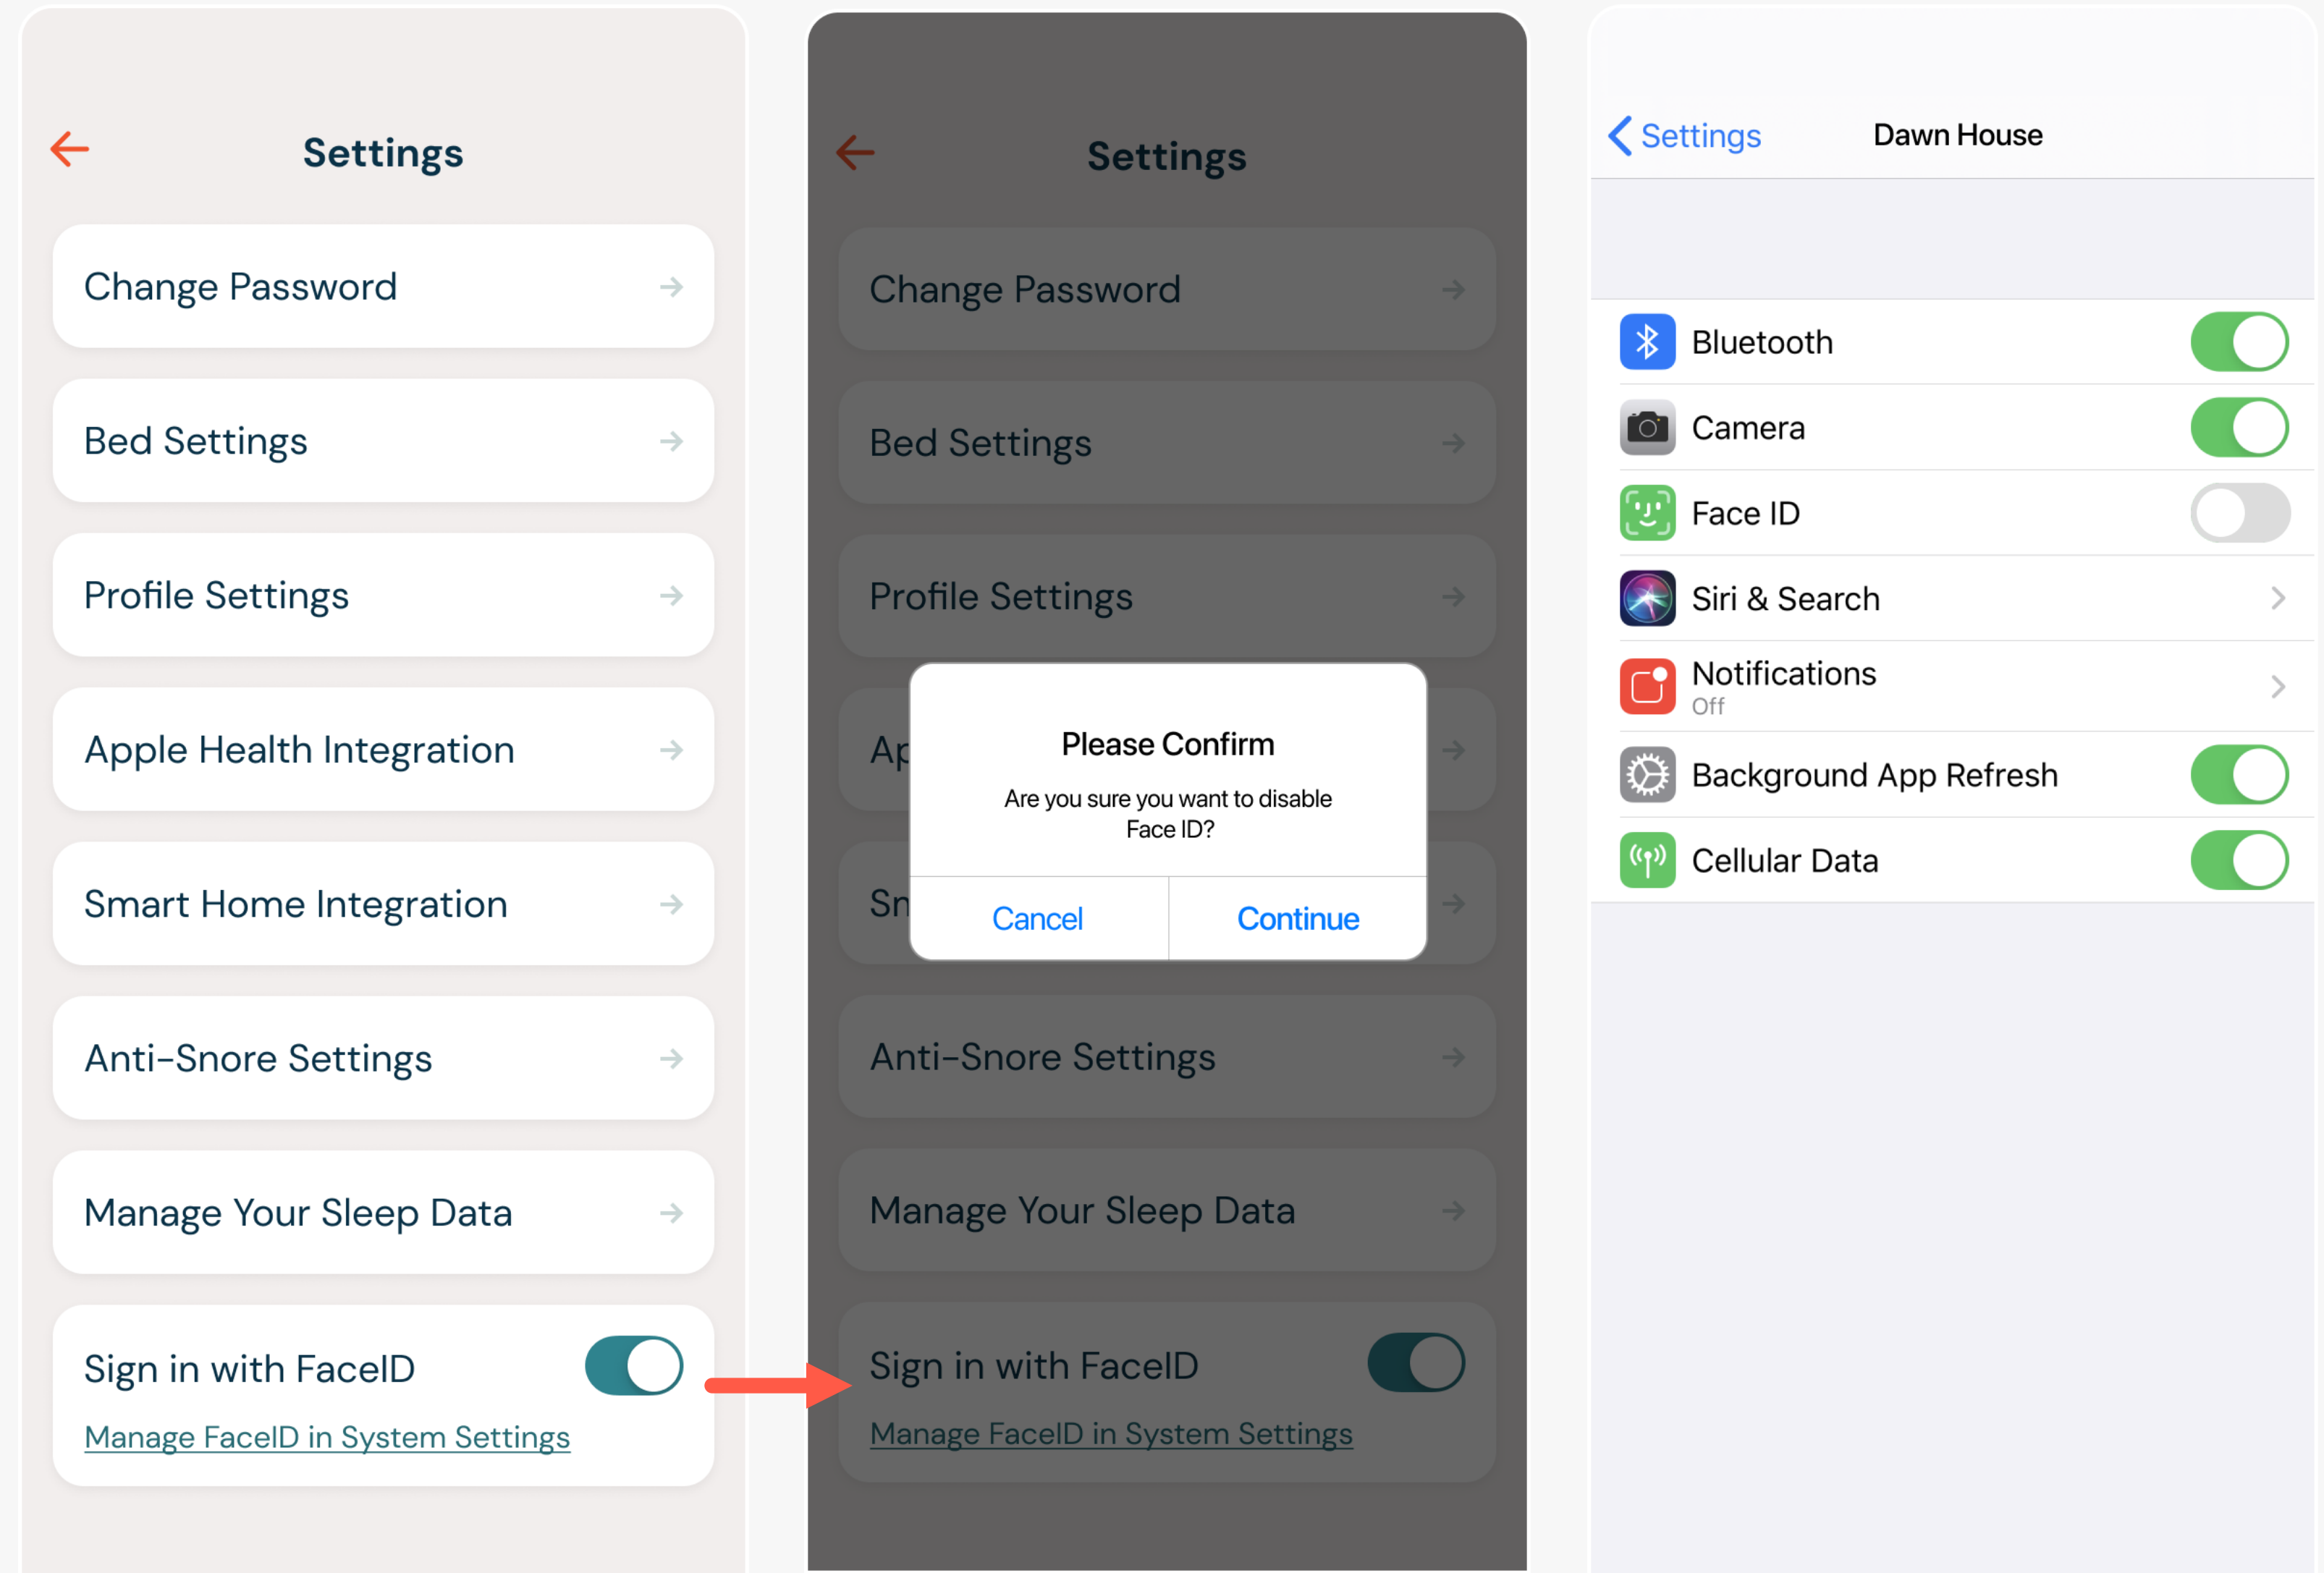 Settings
Change Password
Bed Settings
Profile Settings
Apple Health Integration
Smart Home Integration
Anti-Snore Settings
Manage Your Sleep Data
Sign in with FaceID
Manage FaceID in System Settings
Settings
Change Password
Bed Settings
Profile Settings
Ap
Sn
Please Confirm
Are you sure you want to disable
Face ID?
Cancel
Continue
Anti-Snore Settings
Manage Your Sleep Data
Sign in with FaceID
Manage FaceID in System Settings
Settings
Dawn House
Bluetooth
Camera
Face ID
Siri & Search
Notifications
Off
Background App Refresh
Cellular Data